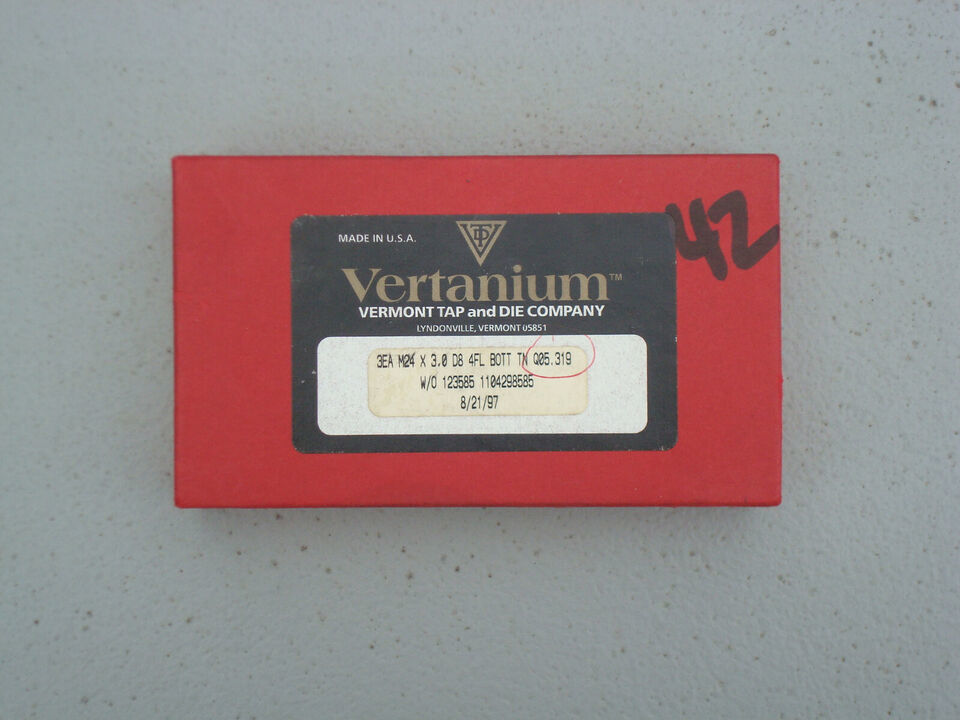 MADE IN U.S.A.
VTD
Vertanium™
VERMONT TAP and DIE COMPANY
LYNDONVILLE, VERMONT 05851
3EA M24 X 3.0 D8 4FL BOTT TN Q05.319
W/O 123585 1104298585
8/21/97
42